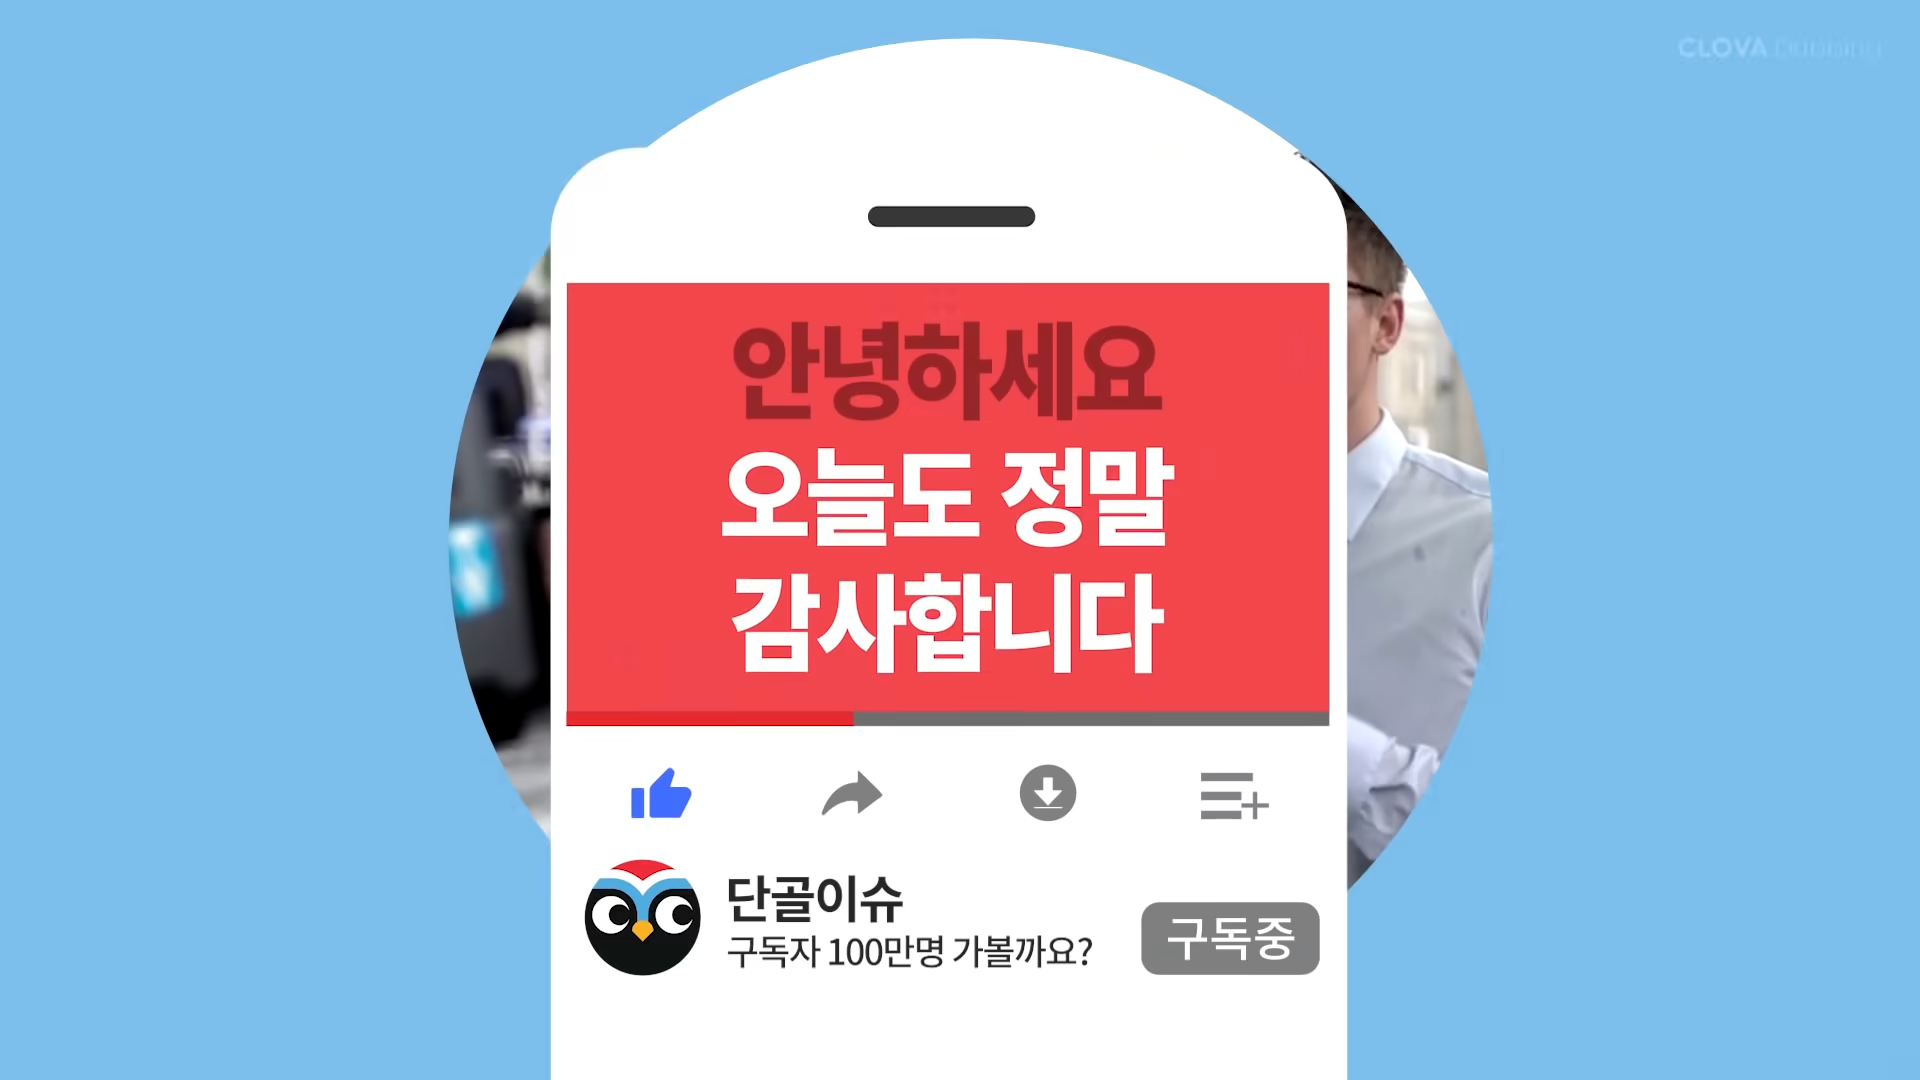 CLOVA Dubbing
안녕하세요
오늘도 정말
감사합니다
단골이슈
구독자 100만명 가볼까요?
구독중